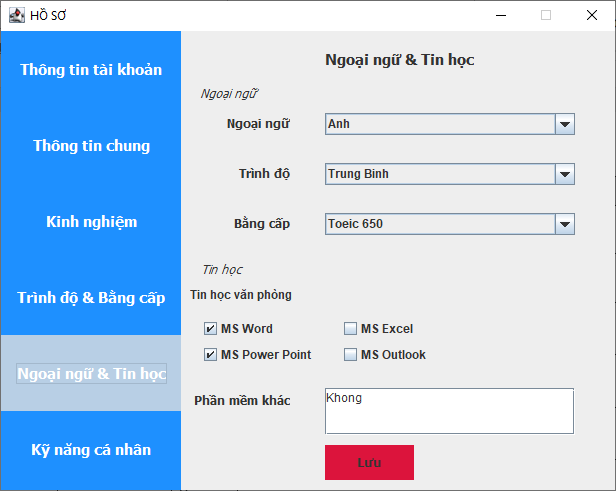 HỒ SƠ
Thông tin tài khoản
Thông tin chung
Kinh nghiệm
Trình độ & Bằng cấp
Ngoại ngữ & Tin học
Kỹ năng cá nhân
Ngoại ngữ & Tin học
Ngoại ngữ
Ngoại ngữ Anh
Trình độ Trung Binh
Bằng cấp Toeic 650
Tin học
Tin học văn phòng
MS Word MS Excel
MS Power Point MS Outlook
Phần mềm khác Khong
Lưu